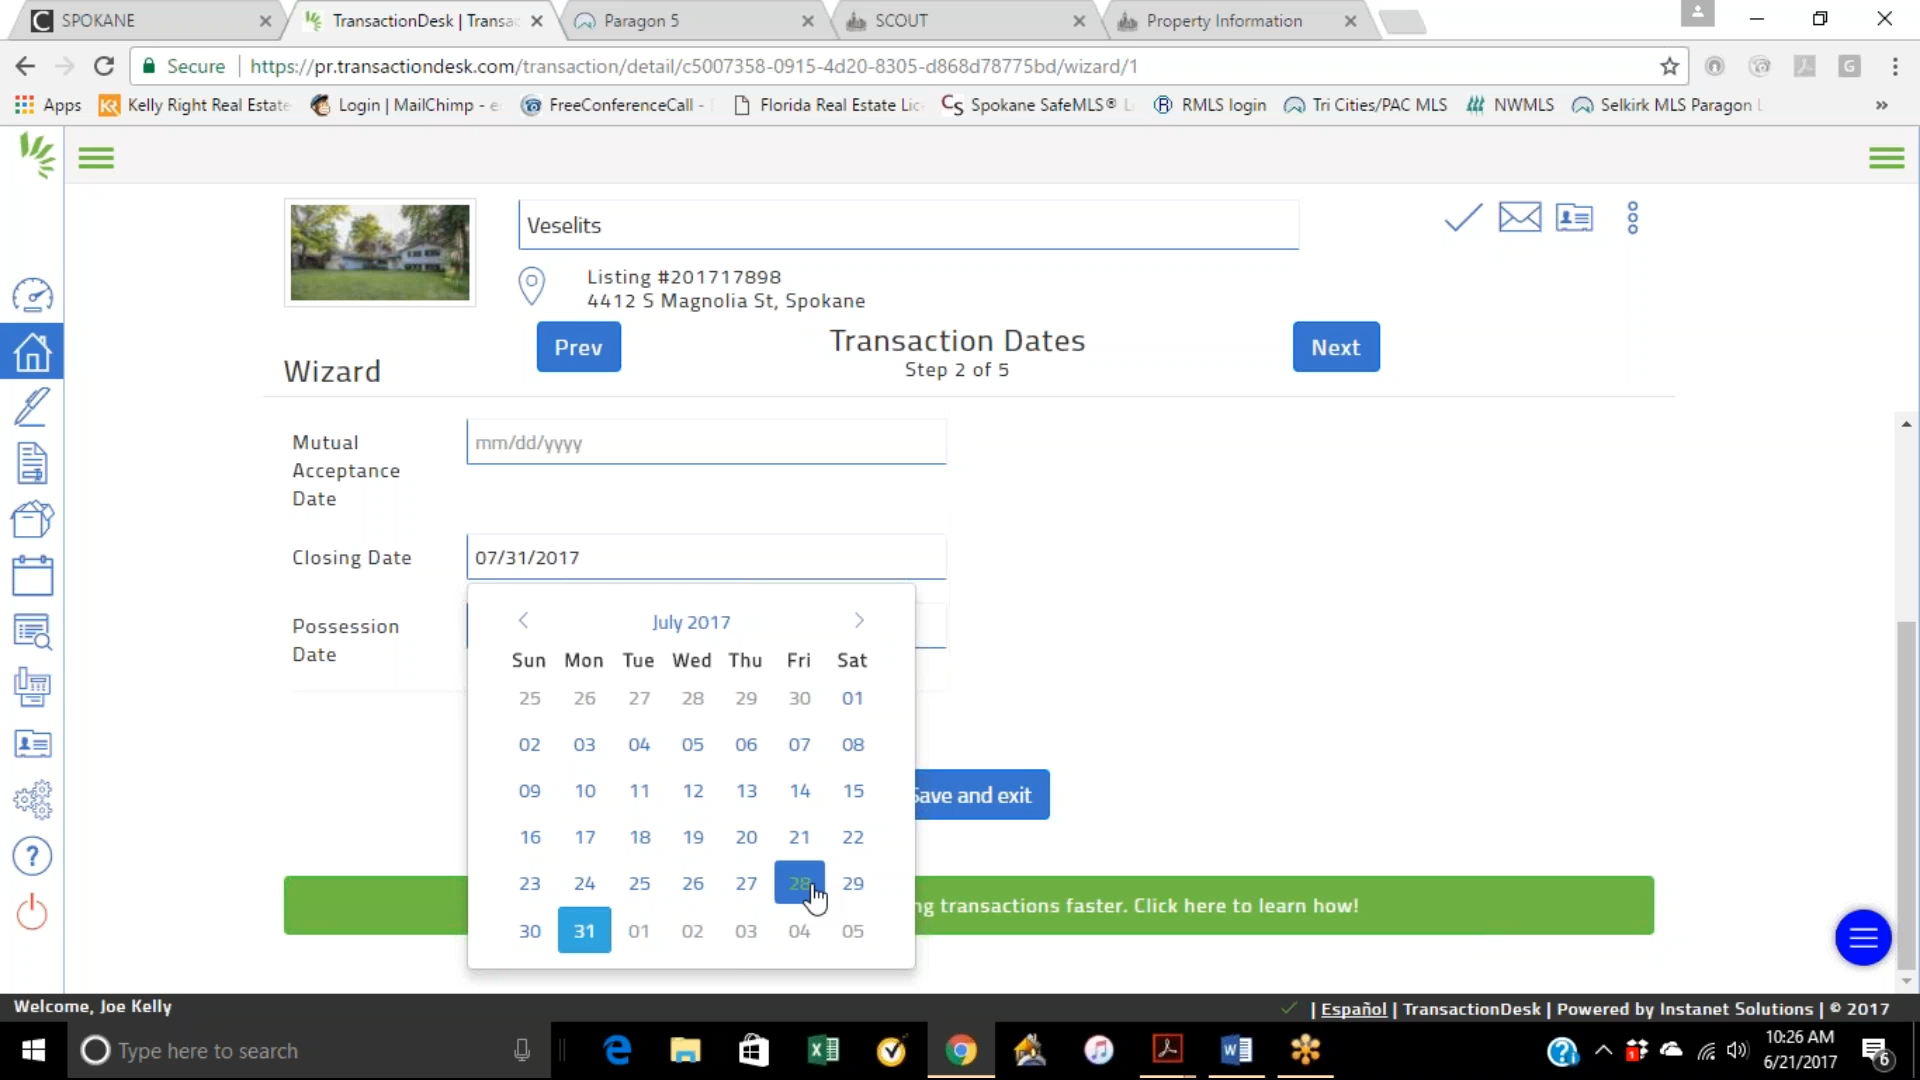 SPOKANE
TransactionDesk | Transac
Paragon 5
SCOUT
Property Information
Secure
https://pr.transactiondesk.com/transaction/detail/c5007358-0915-4d20-8305-d868d78775bd/wizard/1
Apps
Kelly Right Real Estate
Login | MailChimp - e
FreeConferenceCall -
Florida Real Estate Lic
Spokane SafeMLS® L
RMLS login
Tri Cities/PAC MLS
NWMLS
Selkirk MLS Paragon L
Veselits
Listing #201717898
4412 S Magnolia St, Spokane
Prev
Transaction Dates
Next
Step 2 of 5
Wizard
Mutual
Acceptance
Date
mm/dd/yyyy
Closing Date
07/31/2017
Possession
Date
July 2017
Sun Mon Tue Wed Thu Fri Sat
25 26 27 28 29 30 01
02 03 04 05 06 07 08
09 10 11 12 13 14 15
16 17 18 19 20 21 22
23 24 25 26 27 28 29
30 31 01 02 03 04 05
Save and exit
ng transactions faster. Click here to learn how!
Welcome, Joe Kelly
| Español | TransactionDesk | Powered by Instanet Solutions | © 2017
Type here to search
10:26 AM
6/21/2017
6